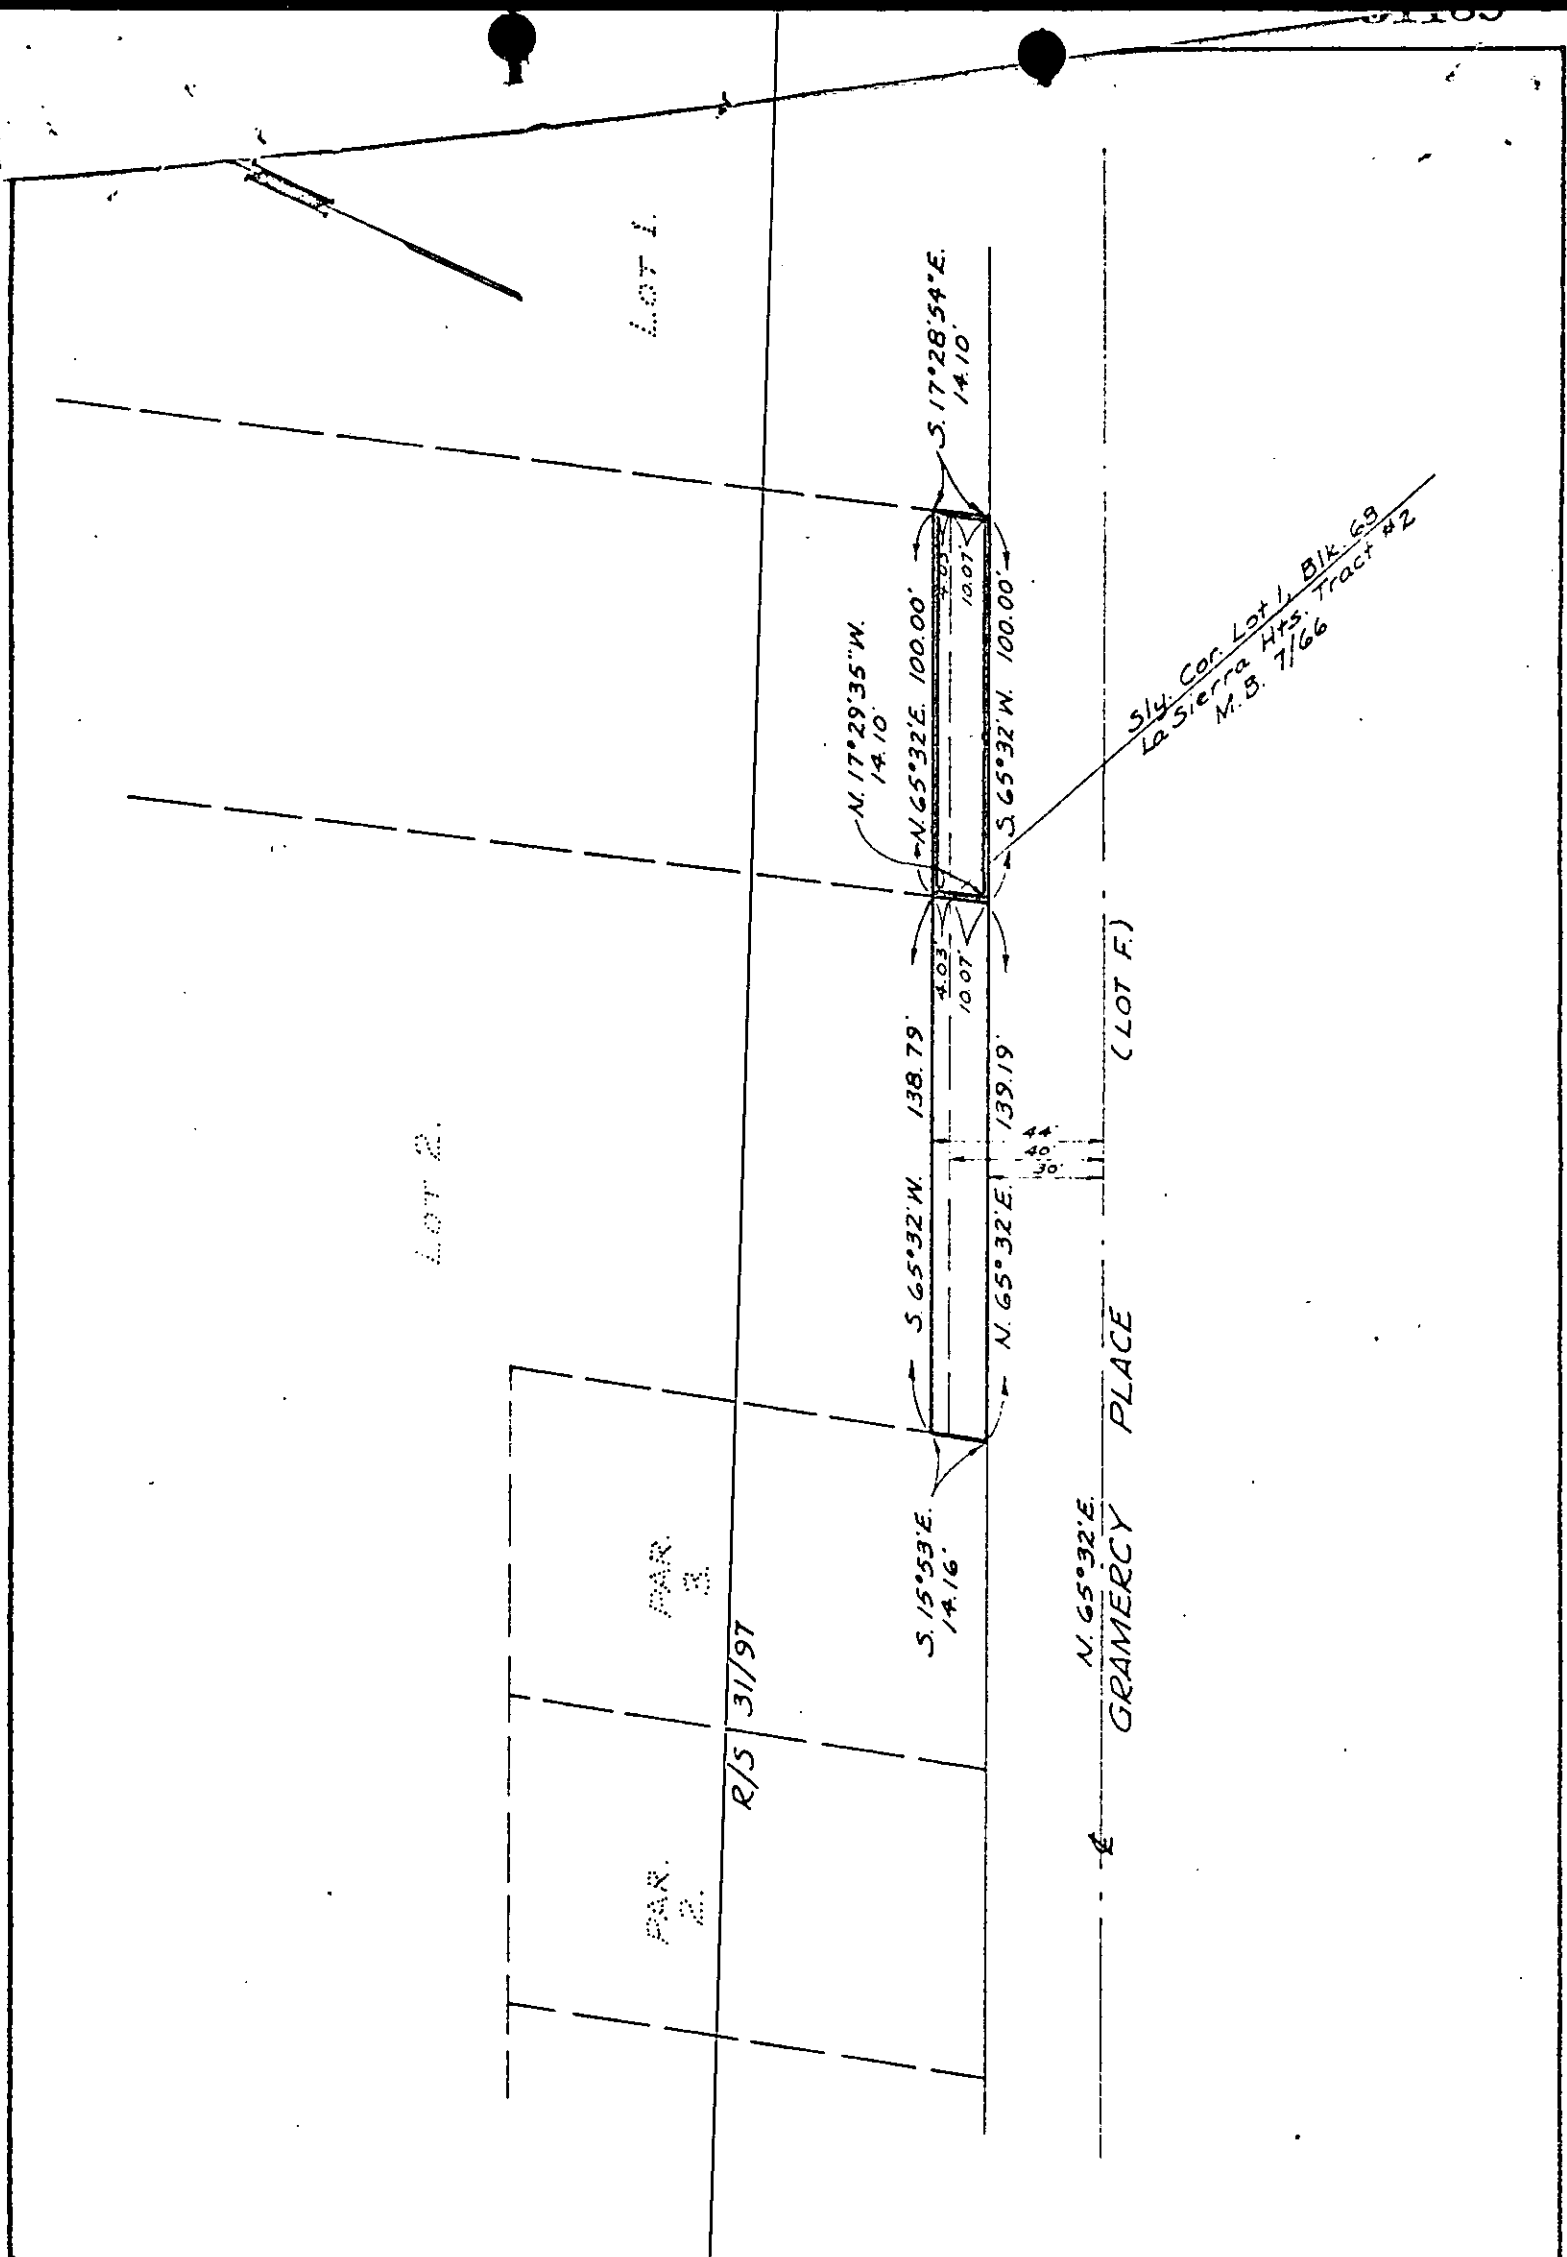 LOT 1.
S. 17°28'54"E.
14.10'
N. 17°29'35"W.
14.10'
N. 65°32'E. 100.00'
4.03'
10.07'
S. 65°32'W. 100.00'
Sly. Cor. Lot 1, Blk. 69
La Sierra Hts. Tract #2
M.B. 7/66
LOT 2.
S. 65°32'W. 138.79'
4.03'
10.07'
N. 65°32'E. 139.19'
44'
40'
30'
(LOT F.)
PAR.
3.
S. 15°53'E.
14.16'
R/S 31/97
N. 65°32'E.
GRAMERCY PLACE
PAR.
2.